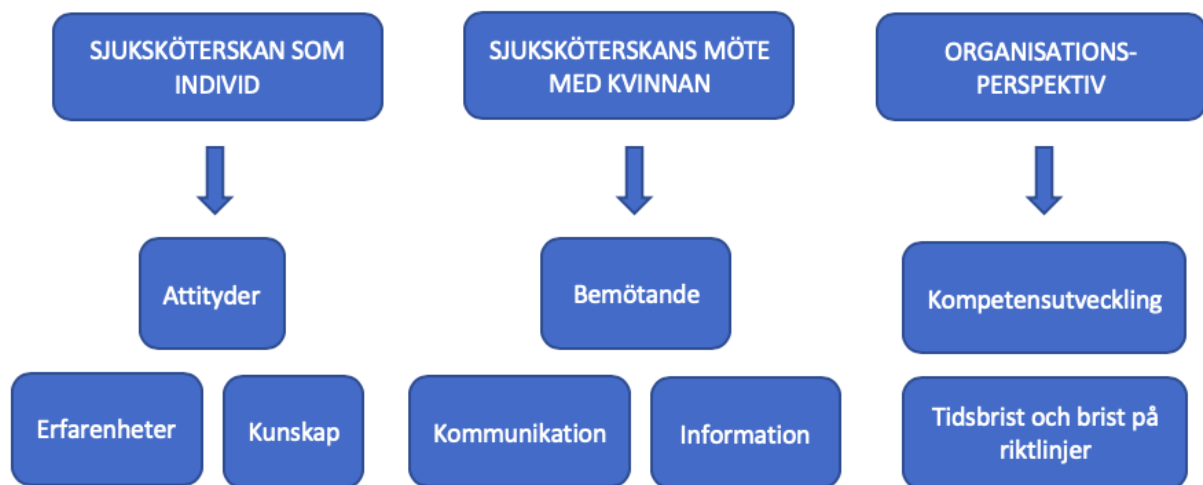 SJUKSKÖTERSKAN SOM
INDIVID
SJUKSKÖTERSKANS MÖTE
MED KVINNAN
ORGANISATIONS-
PERSPEKTIV
Attityder
Bemötande
Kompetensutveckling
Erfarenheter
Kunskap
Kommunikation
Information
Tidsbrist och brist på
riktlinjer